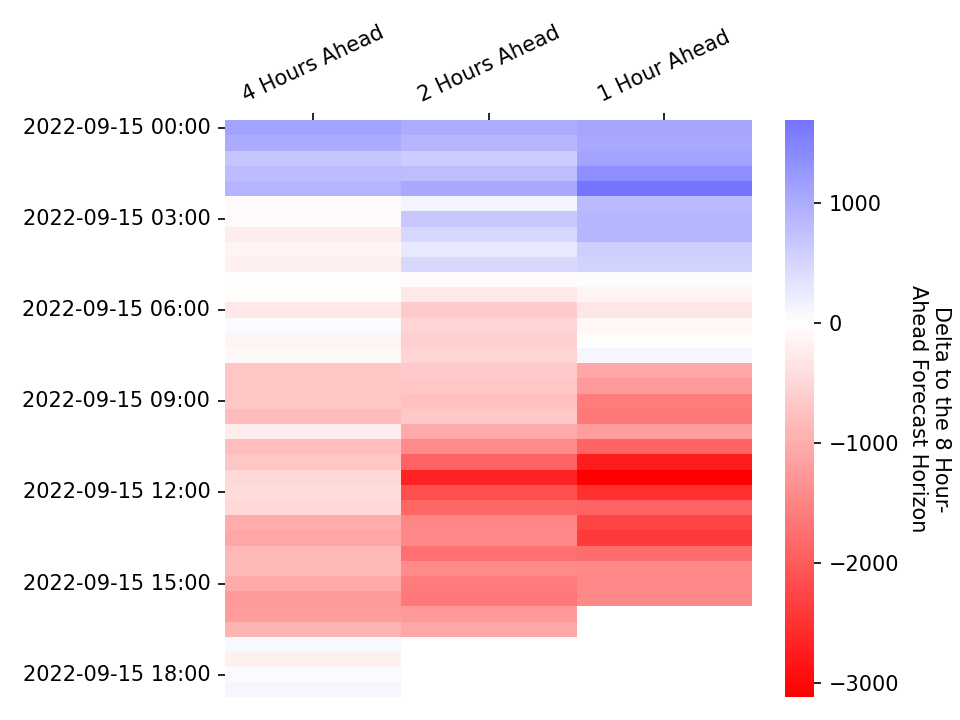 4 Hours Ahead
2 Hours Ahead
1 Hour Ahead
2022-09-15 00:00
2022-09-15 03:00
2022-09-15 06:00
2022-09-15 09:00
2022-09-15 12:00
2022-09-15 15:00
2022-09-15 18:00
1000
0
−1000
−2000
−3000
Delta to the 8 Hour-
Ahead Forecast Horizon